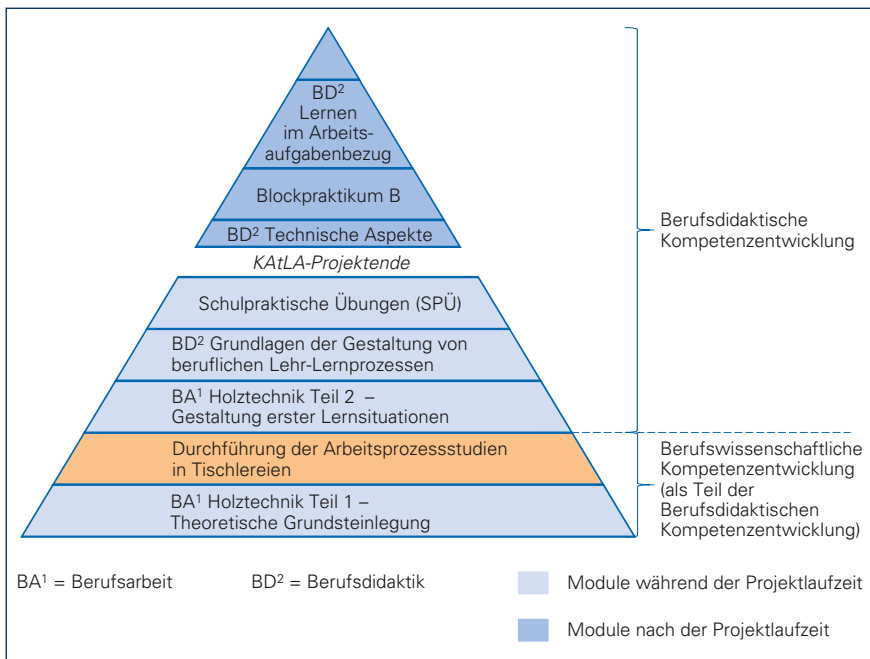 BD²
Lernen
im Arbeits-
aufgabenbezug
Blockpraktikum B
BD² Technische Aspekte
KAtLA-Projektende
Schulpraktische Übungen (SPÜ)
BD² Grundlagen der Gestaltung von
beruflichen Lehr-Lernprozessen
BA¹ Holztechnik Teil 2 –
Gestaltung erster Lernsituationen
Durchführung der Arbeitsprozessstudien
in Tischlereien
BA¹ Holztechnik Teil 1 –
Theoretische Grundsteinlegung
Berufsdidaktische
Kompetenzentwicklung
Berufswissenschaftliche
Kompetenzentwicklung
(als Teil der
Berufsdidaktischen
Kompetenzentwicklung)
BA¹ = Berufsarbeit
BD² = Berufsdidaktik
Module während der Projektlaufzeit
Module nach der Projektlaufzeit